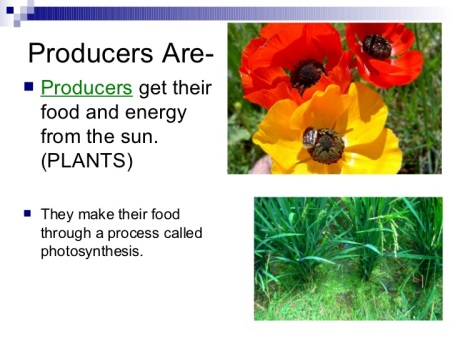 Producers Are-
Producers get their
food and energy
from the sun.
(PLANTS)
They make their food
through a process called
photosynthesis.